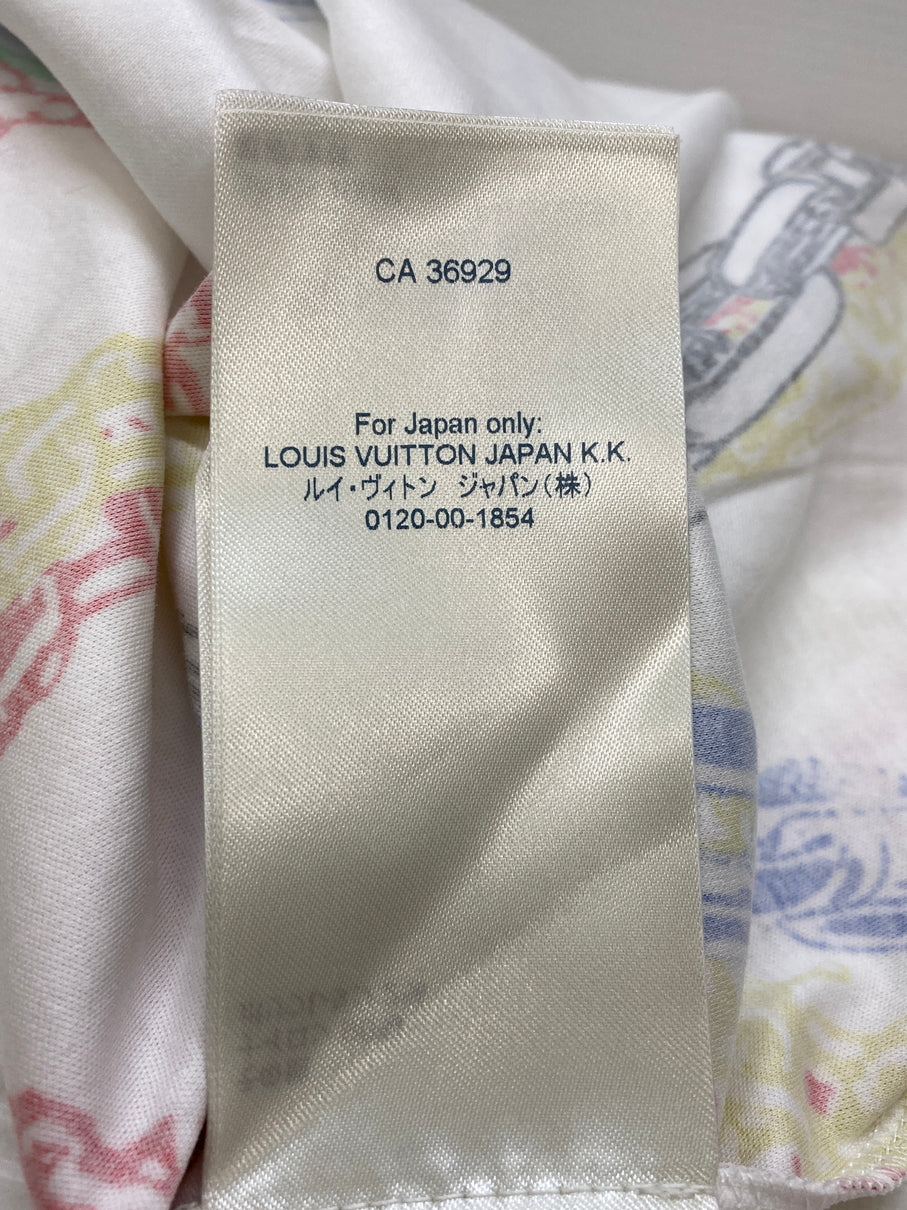 CA 36929
For Japan only:
LOUIS VUITTON JAPAN K.K.
ルイ・ヴィトン ジャパン(株)
0120-00-1854